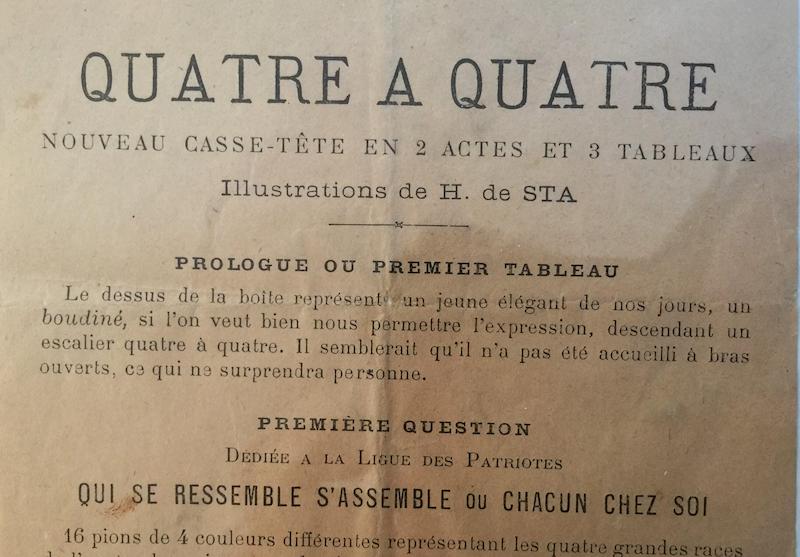 QUATRE A QUATRE
NOUVEAU CASSE-TÊTE EN 2 ACTES ET 3 TABLEAUX
Illustrations de H. de STA
PROLOGUE OU PREMIER TABLEAU
Le dessus de la boîte représente un jeune élégant de nos jours, un
boudiné, si l'on veut bien nous permettre l'expression, descendant un
escalier quatre à quatre. Il semblerait qu'il n'a pas été accueilli à bras
ouverts, ce qui ne surprendra personne.
PREMIÈRE QUESTION
DÉDIÉE A LA LIGUE DES PATRIOTES
QUI SE RESSEMBLE S'ASSEMBLE OU CHACUN CHEZ SOI
16 pions de 4 couleurs différentes représentant les quatre grandes races